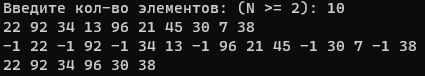 Введите кол-во элементов: (N >= 2): 10
22 92 34 13 96 21 45 30 7 38
-1 22 -1 92 -1 34 13 -1 96 21 45 -1 30 7 -1 38
22 92 34 96 30 38